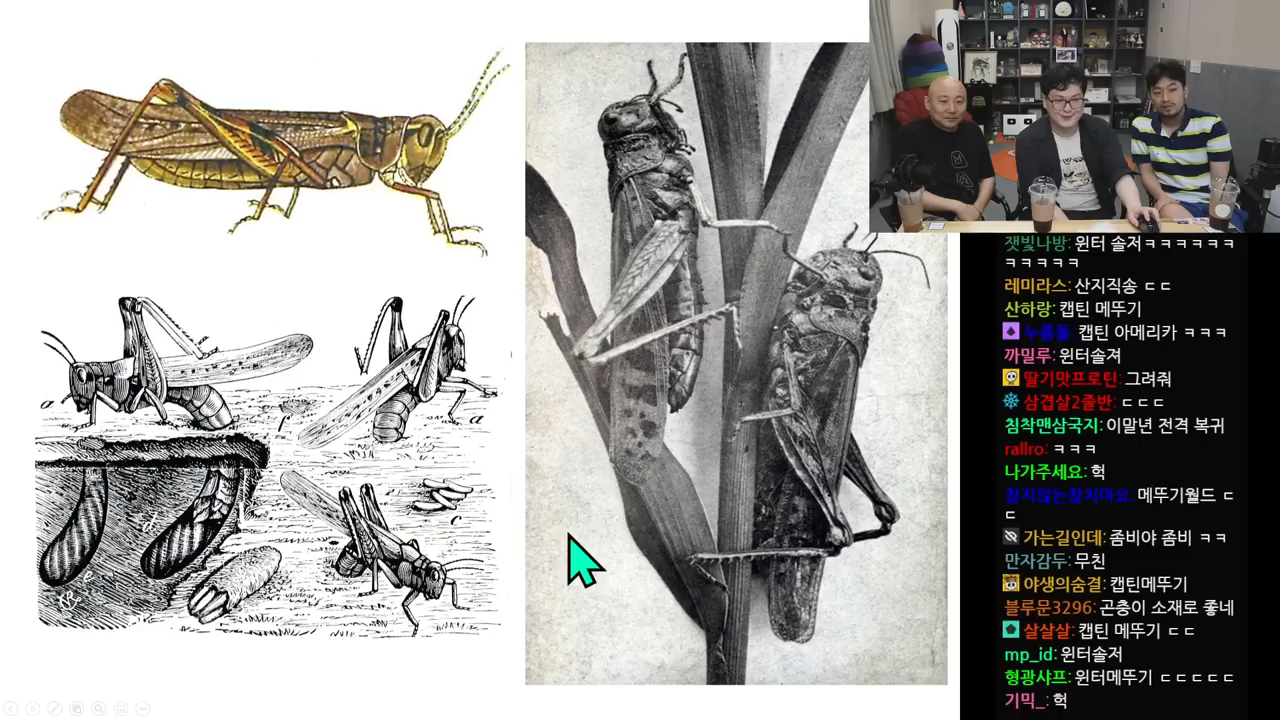 잿빛나방: 윈터 솔저ㅋㅋㅋㅋㅋㅋ
ㅋㅋㅋㅋㅋ
레미라스: 산지직송 ㄷㄷ
산하랑: 캡틴 메뚜기
누룽돌: 캡틴 아메리카 ㅋㅋㅋ
까밀루: 윈터솔져
딸기맛프로틴: 그려줘
삼겹살2줄반: ㄷㄷㄷ
침착맨삼국지: 이말년 전격 복귀
rallro: ㅋㅋㅋ
나가주세요: 헉
참지않는참치마요: 메뚜기월드 ㄷ
ㄷ
가는길인데: 좀비야 좀비 ㅋㅋ
만자감두: 무친
야생의숨결: 캡틴메뚜기
블루문3296: 곤충이 소재로 좋네
살살살: 캡틴 메뚜기 ㄷㄷ
mp_id: 윈터솔저
형광샤프: 윈터메뚜기 ㄷㄷㄷㄷㄷ
기믹_: 헉
a
a
f
d
c
e